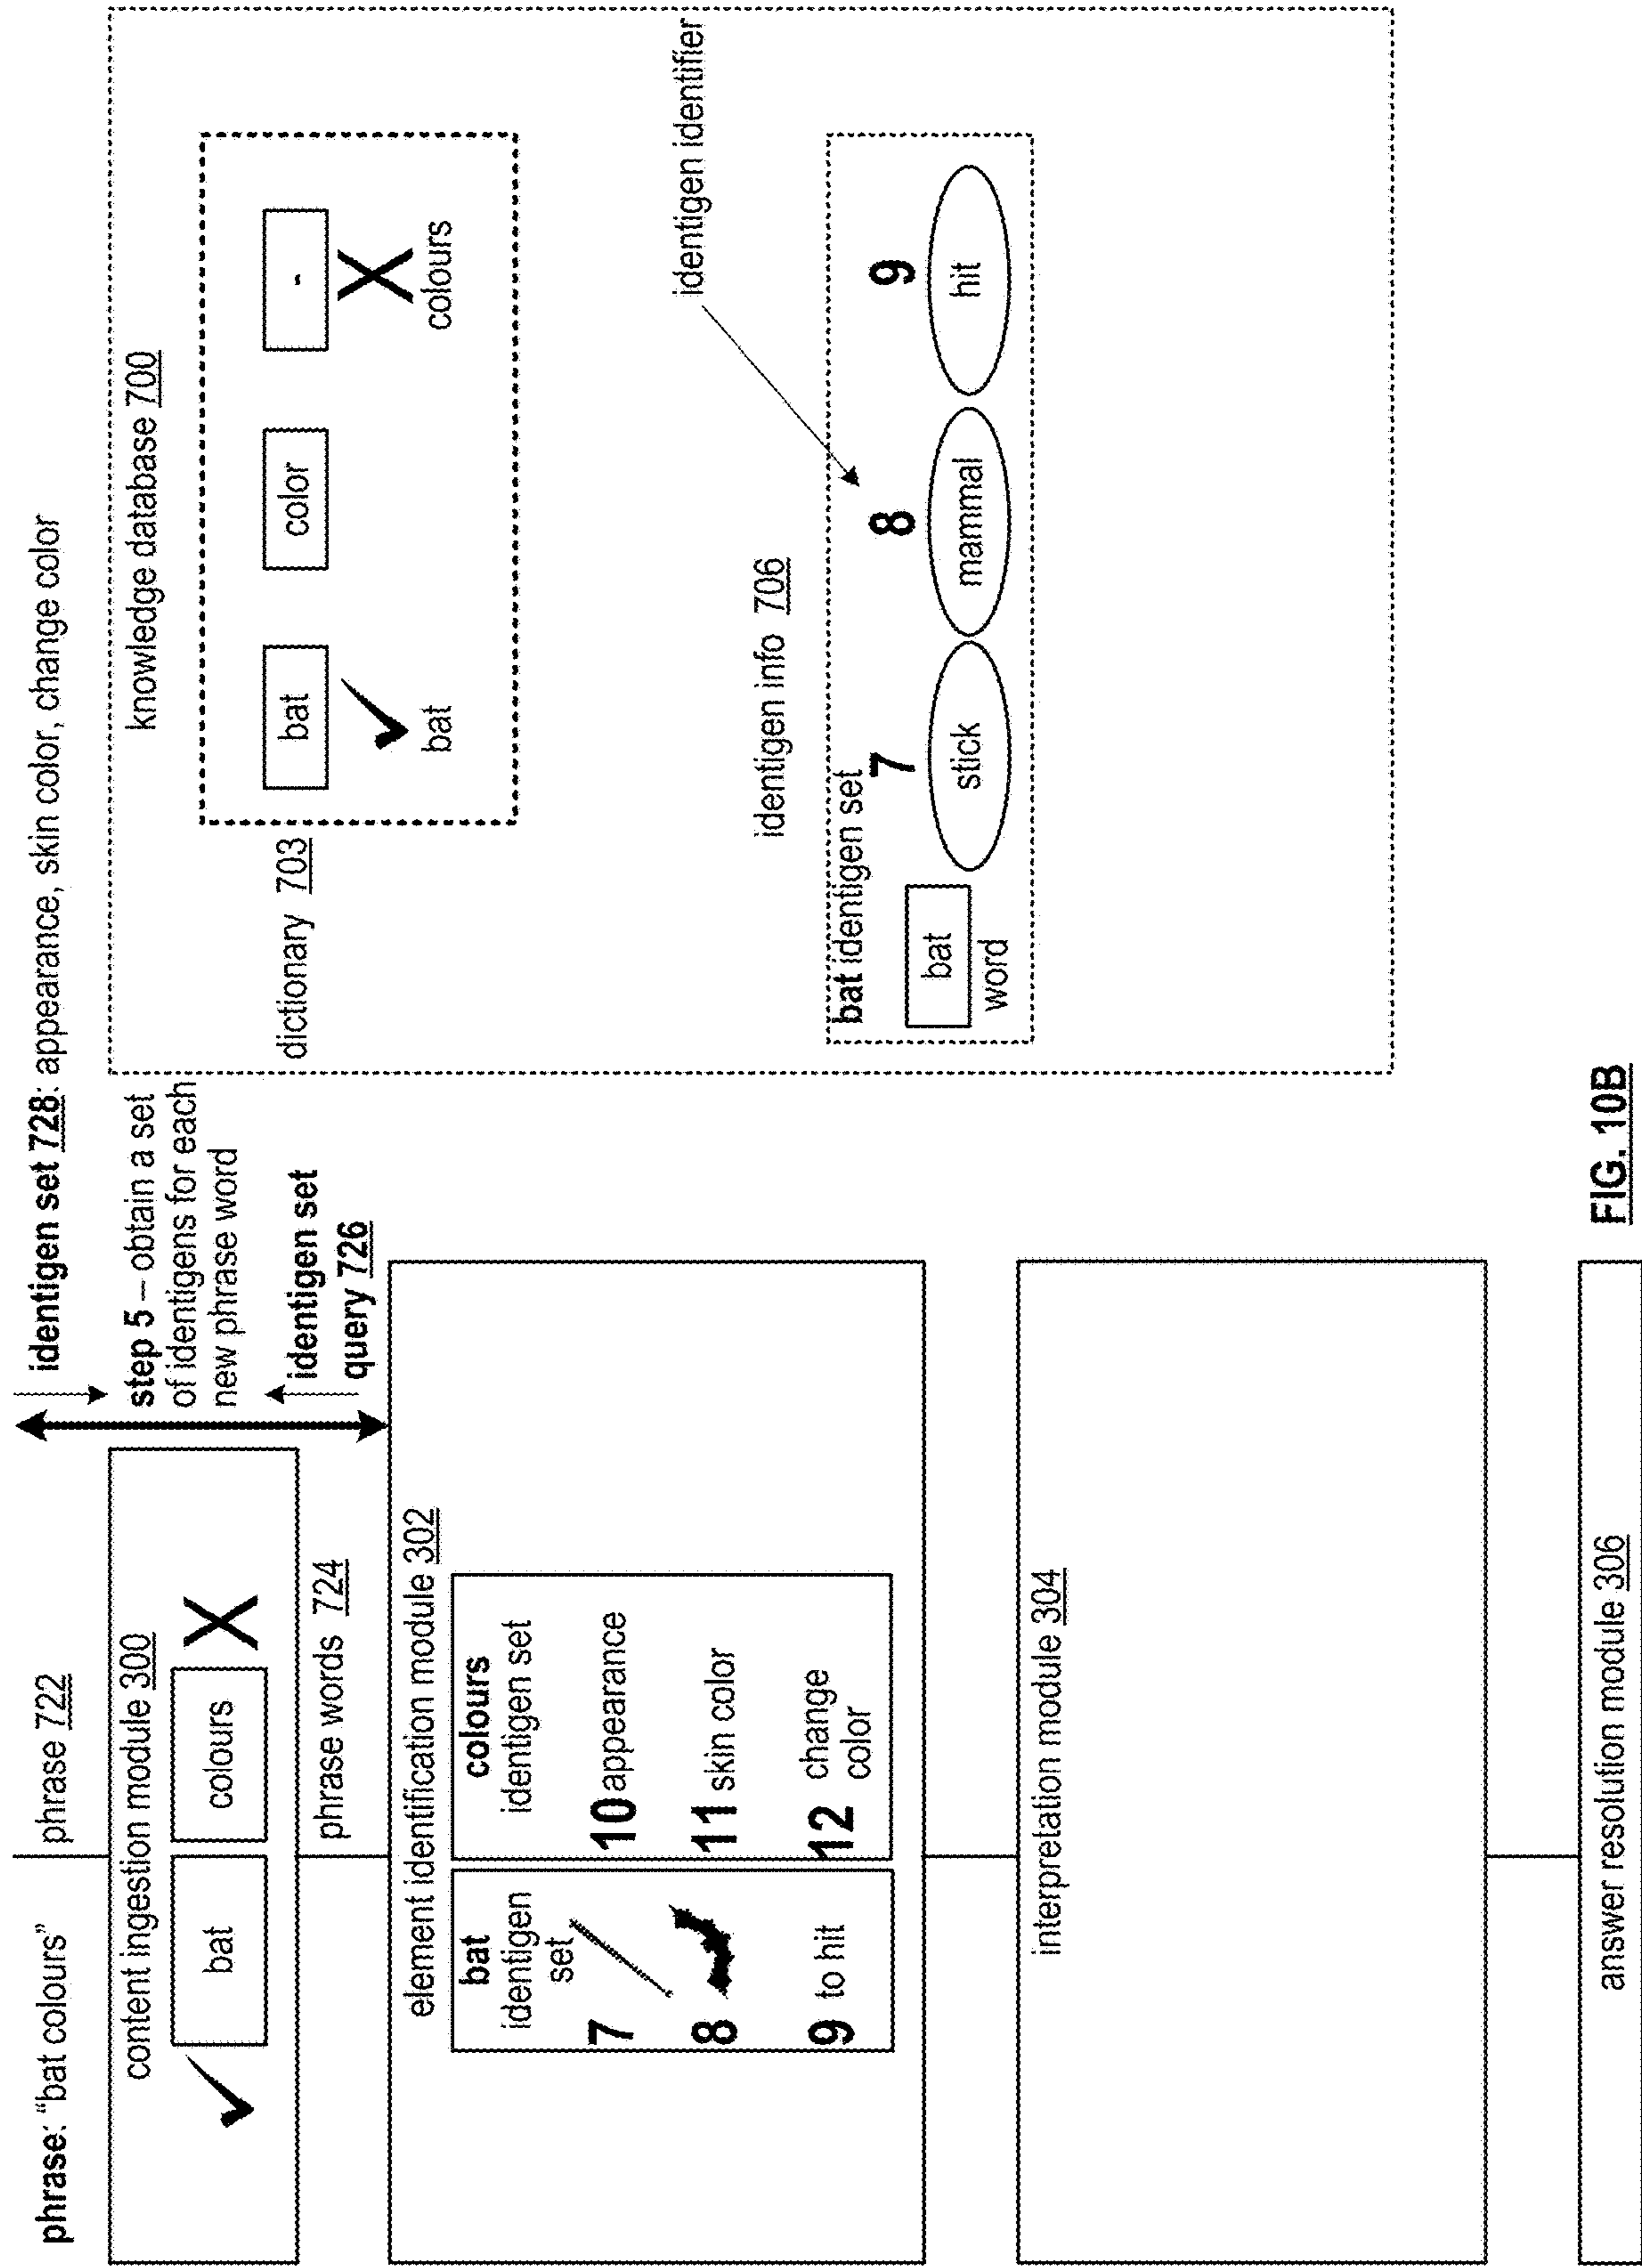 phrase: “bat colours”
phrase 722
identigen set 728: appearance, skin color, change color
content ingestion module 300
bat
colours
X
phrase words 724
step 5 – obtain a set
of identigens for each
new phrase word
identigen set
query 726
element identification module 302
bat
identigen
set
7
8
9 to hit
colours
identigen set
10 appearance
11 skin color
12 change
color
interpretation module 304
answer resolution module 306
knowledge database 700
dictionary 703
bat
color
-
bat
X
colours
identigen info 706
identigen identifier
bat identigen set
7
8
9
bat
stick
mammal
hit
word
FIG. 10B